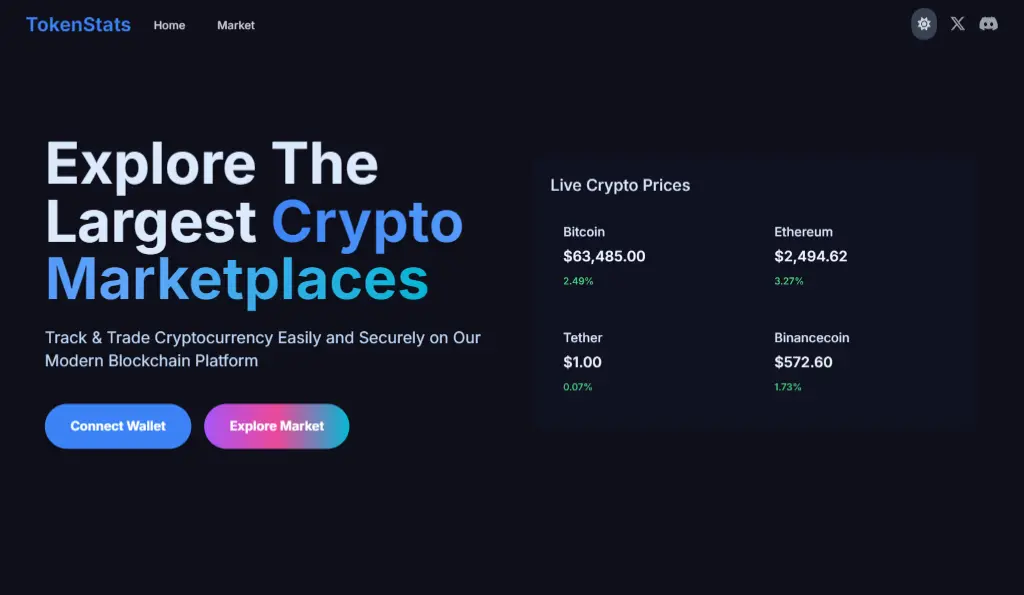 TokenStats Home Market
Explore The
Largest Crypto
Marketplaces
Track & Trade Cryptocurrency Easily and Securely on Our
Modern Blockchain Platform
Connect Wallet Explore Market
Live Crypto Prices
Bitcoin Ethereum
$63,485.00 $2,494.62
2.49% 3.27%
Tether Binancecoin
$1.00 $572.60
0.07% 1.73%